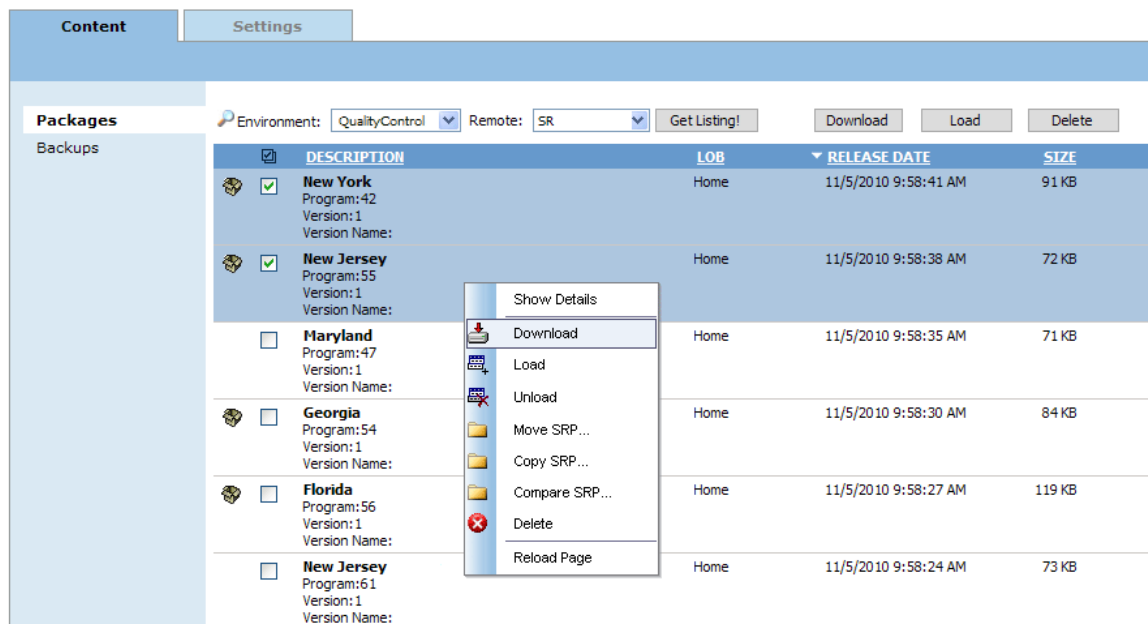 Content Settings
Packages
Backups
Environment: QualityControl Remote: SR Get Listing! Download Load Delete
DESCRIPTION LOB RELEASE DATE SIZE
New York Home 11/5/2010 9:58:41 AM 91 KB
Program:42
Version:1
Version Name:
New Jersey Home 11/5/2010 9:58:38 AM 72 KB
Program:55
Version:1
Version Name:
Maryland Home 11/5/2010 9:58:35 AM 71 KB
Program:47
Version:1
Version Name:
Georgia Home 11/5/2010 9:58:30 AM 84 KB
Program:54
Version:1
Version Name:
Florida Home 11/5/2010 9:58:27 AM 119 KB
Program:56
Version:1
Version Name:
New Jersey Home 11/5/2010 9:58:24 AM 73 KB
Program:61
Version:1
Version Name:
Show Details
Download
Load
Unload
Move SRP...
Copy SRP...
Compare SRP...
Delete
Reload Page